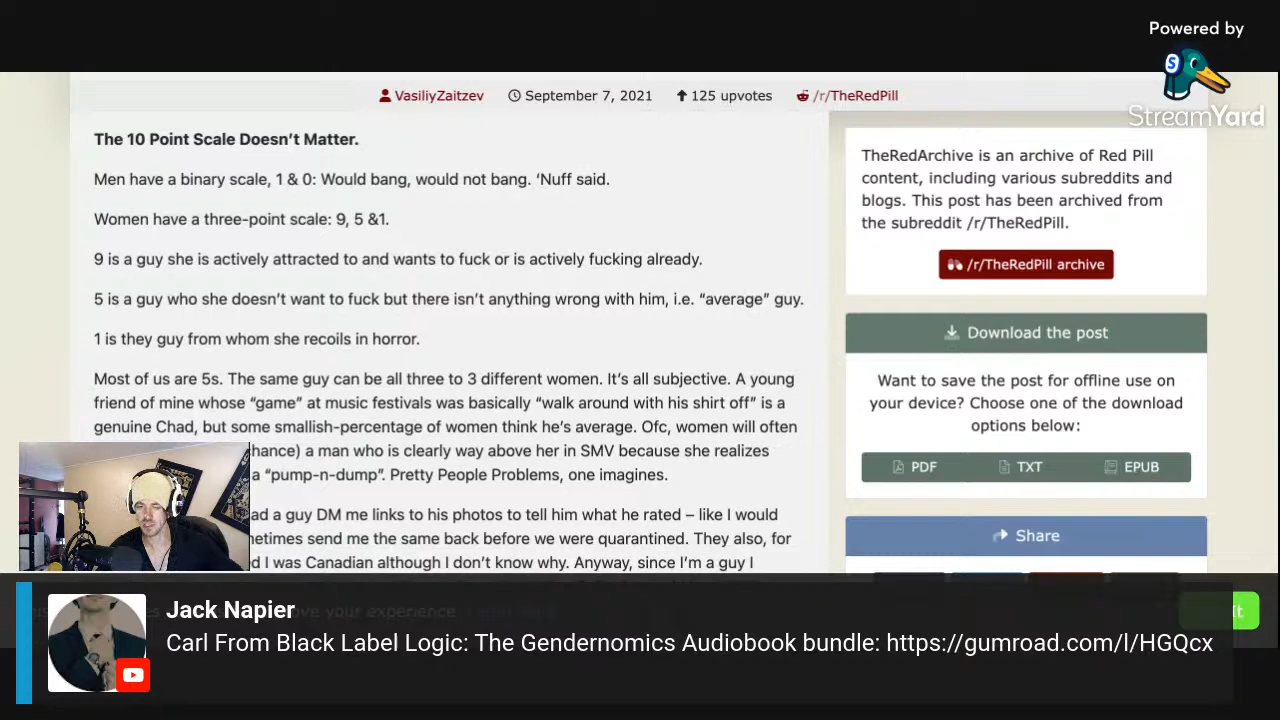 Powered by
StreamYard
VasiliyZaitzev September 7, 2021 125 upvotes /r/TheRedPill
The 10 Point Scale Doesn't Matter.
Men have a binary scale, 1 & 0: Would bang, would not bang. 'Nuff said.
Women have a three-point scale: 9, 5 &1.
9 is a guy she is actively attracted to and wants to fuck or is actively fucking already.
5 is a guy who she doesn't want to fuck but there isn't anything wrong with him, i.e. "average" guy.
1 is they guy from whom she recoils in horror.
Most of us are 5s. The same guy can be all three to 3 different women. It's all subjective. A young
friend of mine whose "game" at music festivals was basically "walk around with his shirt off" is a
genuine Chad, but some smallish-percentage of women think he's average. Ofc, women will often
hance) a man who is clearly way above her in SMV because she realizes
a "pump-n-dump". Pretty People Problems, one imagines.
ad a guy DM me links to his photos to tell him what he rated – like I would
netimes send me the same back before we were quarantined. They also, for
d I was Canadian although I don't know why. Anyway, since I'm a guy I
TheRedArchive is an archive of Red Pill
content, including various subreddits and
blogs. This post has been archived from
the subreddit /r/TheRedPill.
/r/TheRedPill archive
Download the post
Want to save the post for offline use on
your device? Choose one of the download
options below:
PDF TXT EPUB
Share
ove your experience.
it
Jack Napier
Carl From Black Label Logic: The Gendernomics Audiobook bundle: https://gumroad.com/l/HGQcx